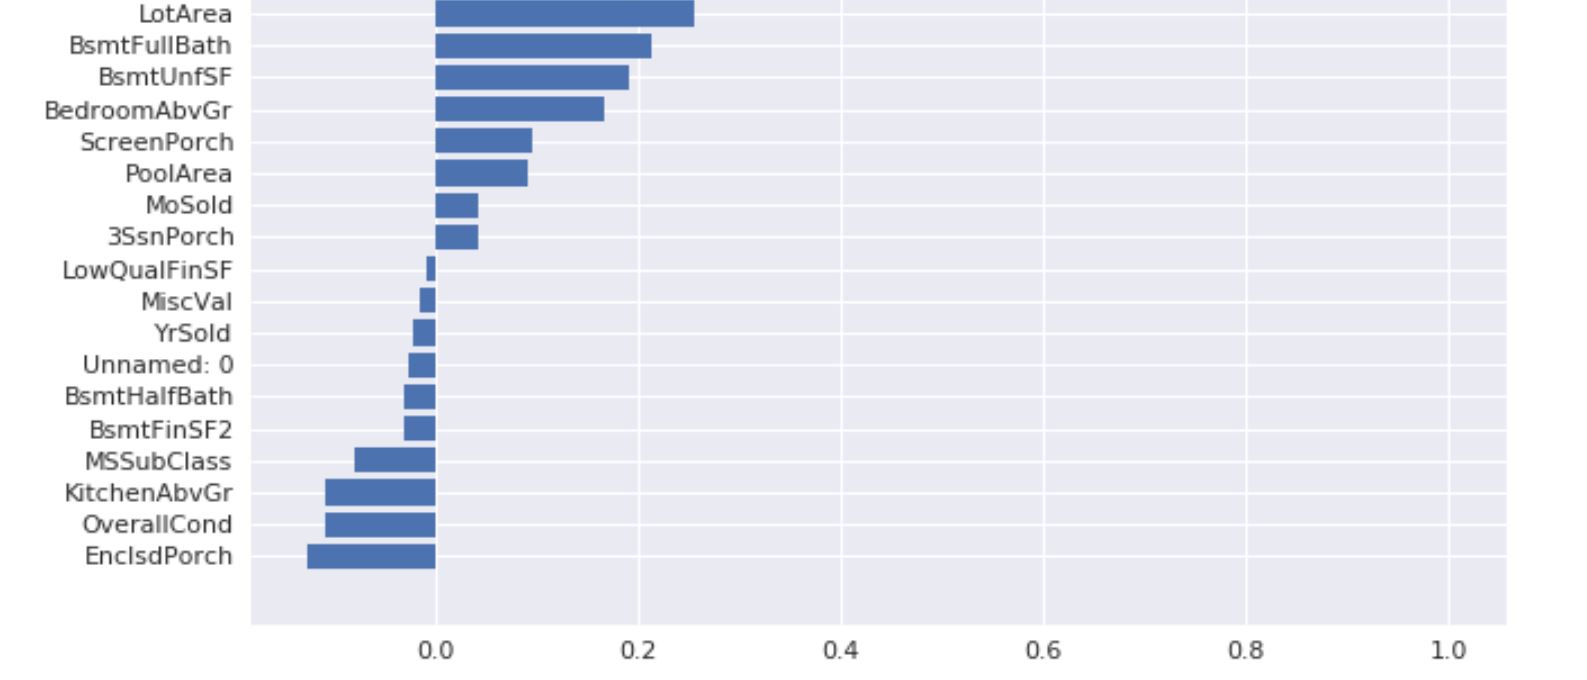 LotArea
BsmtFullBath
BsmtUnfSF
BedroomAbvGr
ScreenPorch
PoolArea
MoSold
3SsnPorch
LowQualFinSF
MiscVal
YrSold
Unnamed: 0
BsmtHalfBath
BsmtFinSF2
MSSubClass
KitchenAbvGr
OverallCond
EnclsdPorch
0.0 0.2 0.4 0.6 0.8 1.0